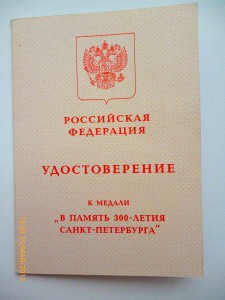 РОССИЙСКАЯ
ФЕДЕРАЦИЯ
УДОСТОВЕРЕНИЕ
К МЕДАЛИ
„В ПАМЯТЬ 300-ЛЕТИЯ
САНКТ-ПЕТЕРБУРГА"